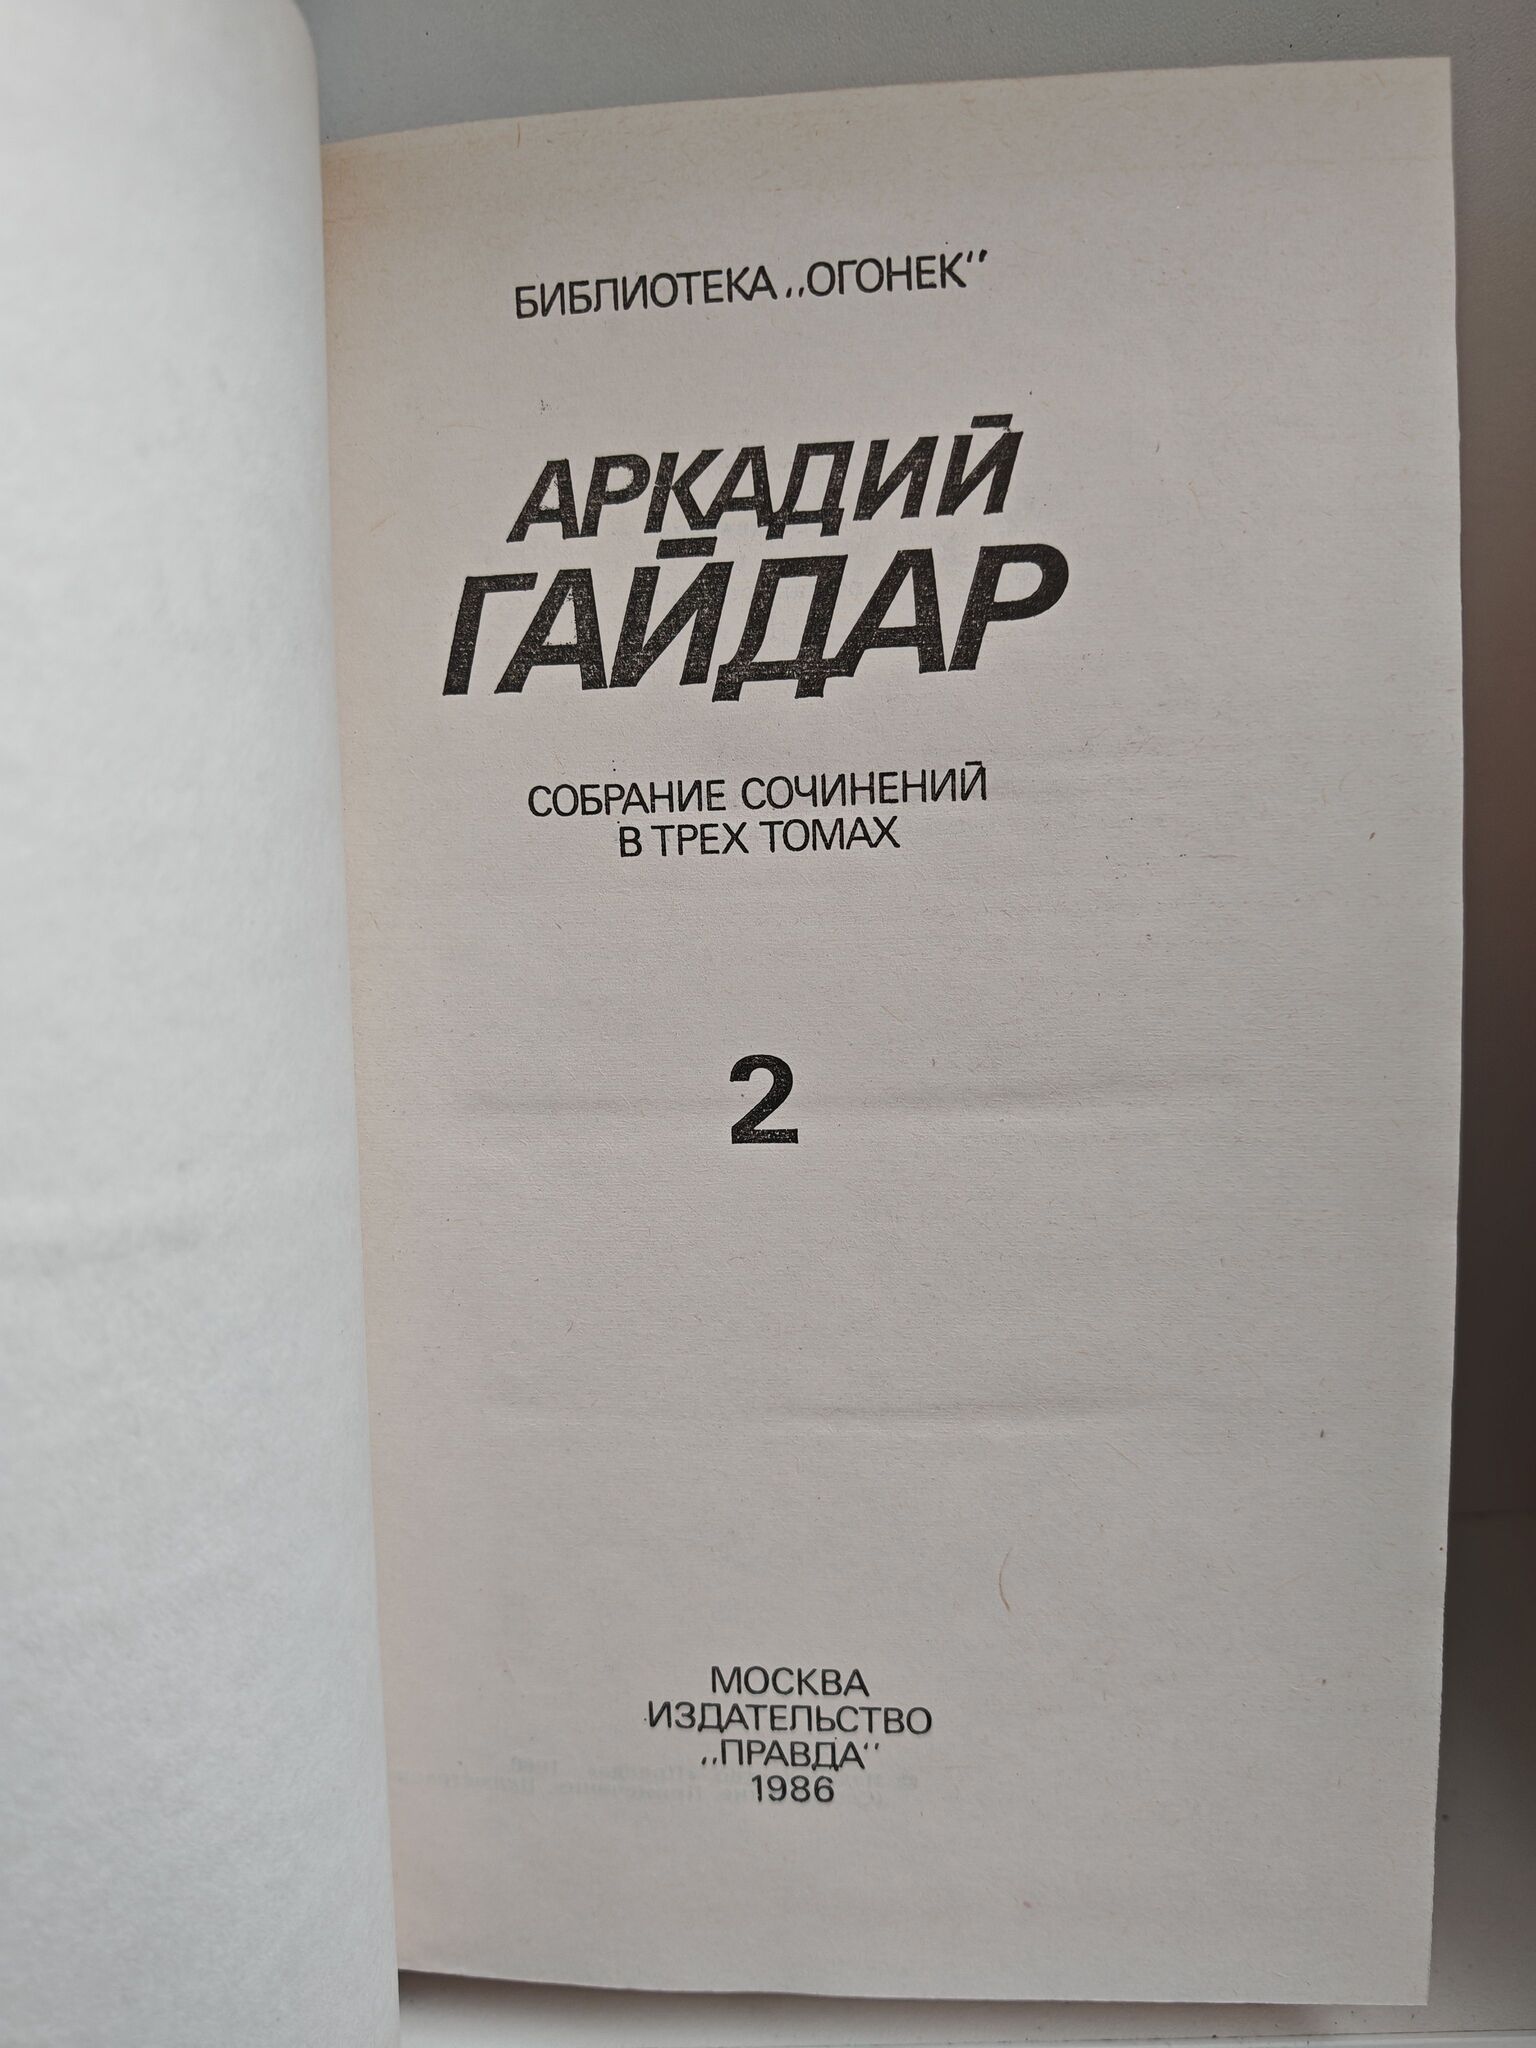 БИБЛИОТЕКА „ОГОНЕК“
АРКАДИЙ
ГАЙДАР
СОБРАНИЕ СОЧИНЕНИЙ
В ТРЕХ ТОМАХ
2
МОСКВА
ИЗДАТЕЛЬСТВО
„ПРАВДА“
1986